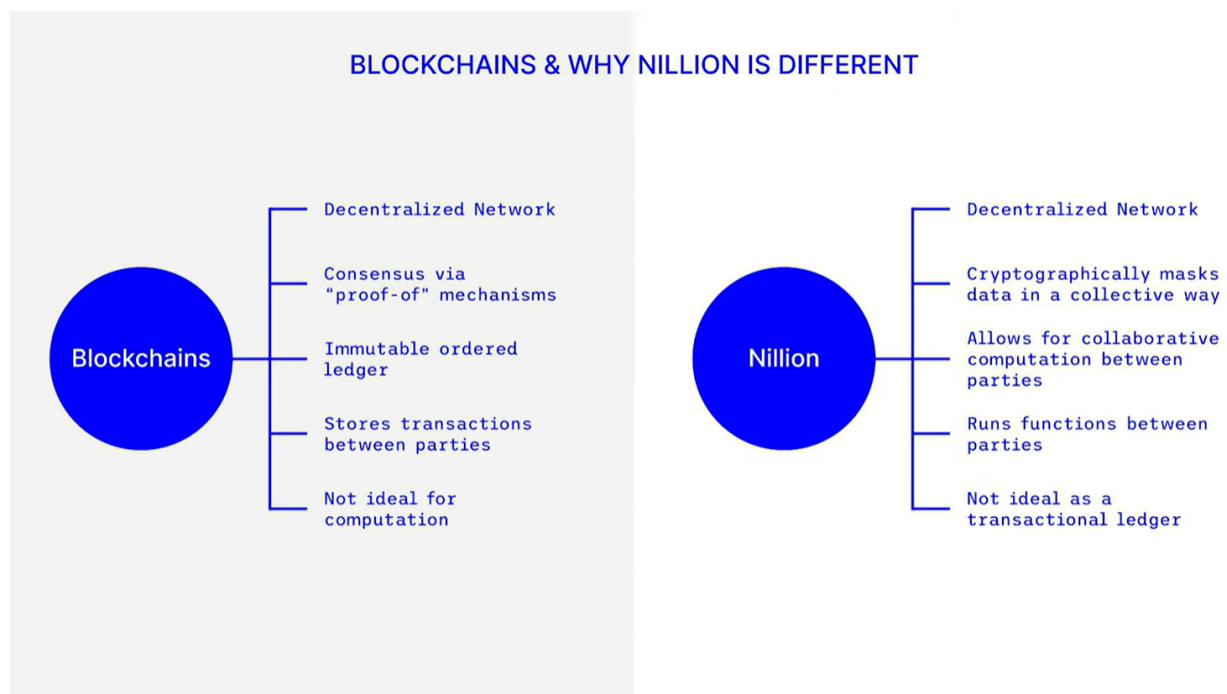 BLOCKCHAINS & WHY NILLION IS DIFFERENT
Blockchains
Decentralized Network
Consensus via
"proof-of" mechanisms
Immutable ordered
ledger
Stores transactions
between parties
Not ideal for
computation
Nillion
Decentralized Network
Cryptographically masks
data in a collective way
Allows for collaborative
computation between
parties
Runs functions between
parties
Not ideal as a
transactional ledger